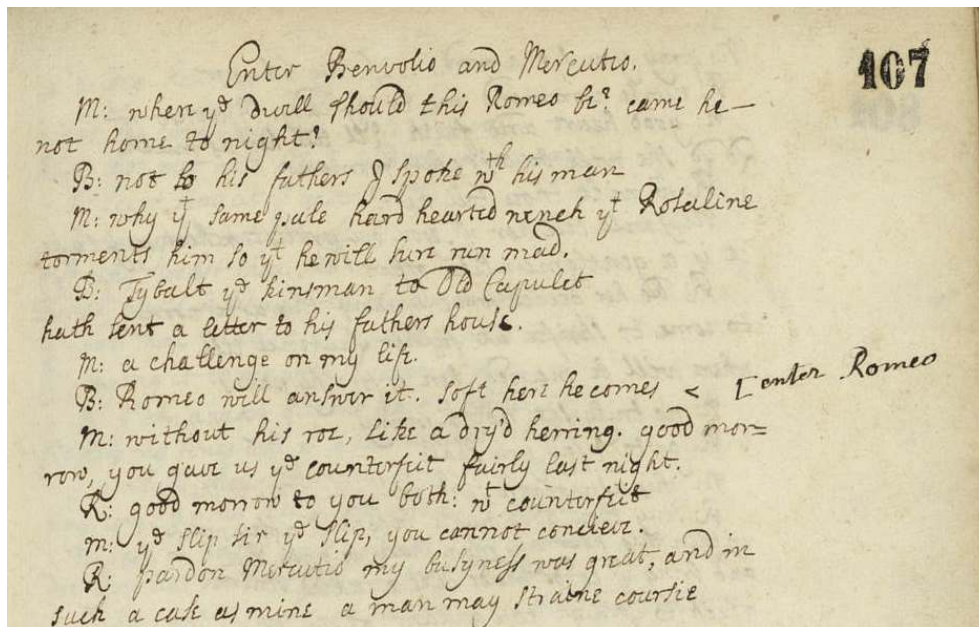 107
Enter Benvolio and Mercutio.
M: where yᵉ divill should this Romeo be? came he
not home to night?
B: not to his fathers I spoke wᵗʰ his man
M: why yᵗ same pale hard hearted wench yᵗ Rosaline
torments him so yᵗ he will sure run mad.
B: Tybalt yᵉ kinsman to Old Capulet
hath sent a letter to his fathers house.
M: a challenge on my life.
B: Romeo will answer it. soft here he comes < [enter Romeo
M: without his roe, like a dry'd herring. good mor=
row, you gave us yᵉ counterfeit fairly last night.
R: good morrow to you both: wᵗ counterfeit
M: yᵉ slip sir yᵉ slip, you cannot concieve.
R: pardon Mercutio my busyness was great, and in
such a case as mine a man may straine coursie